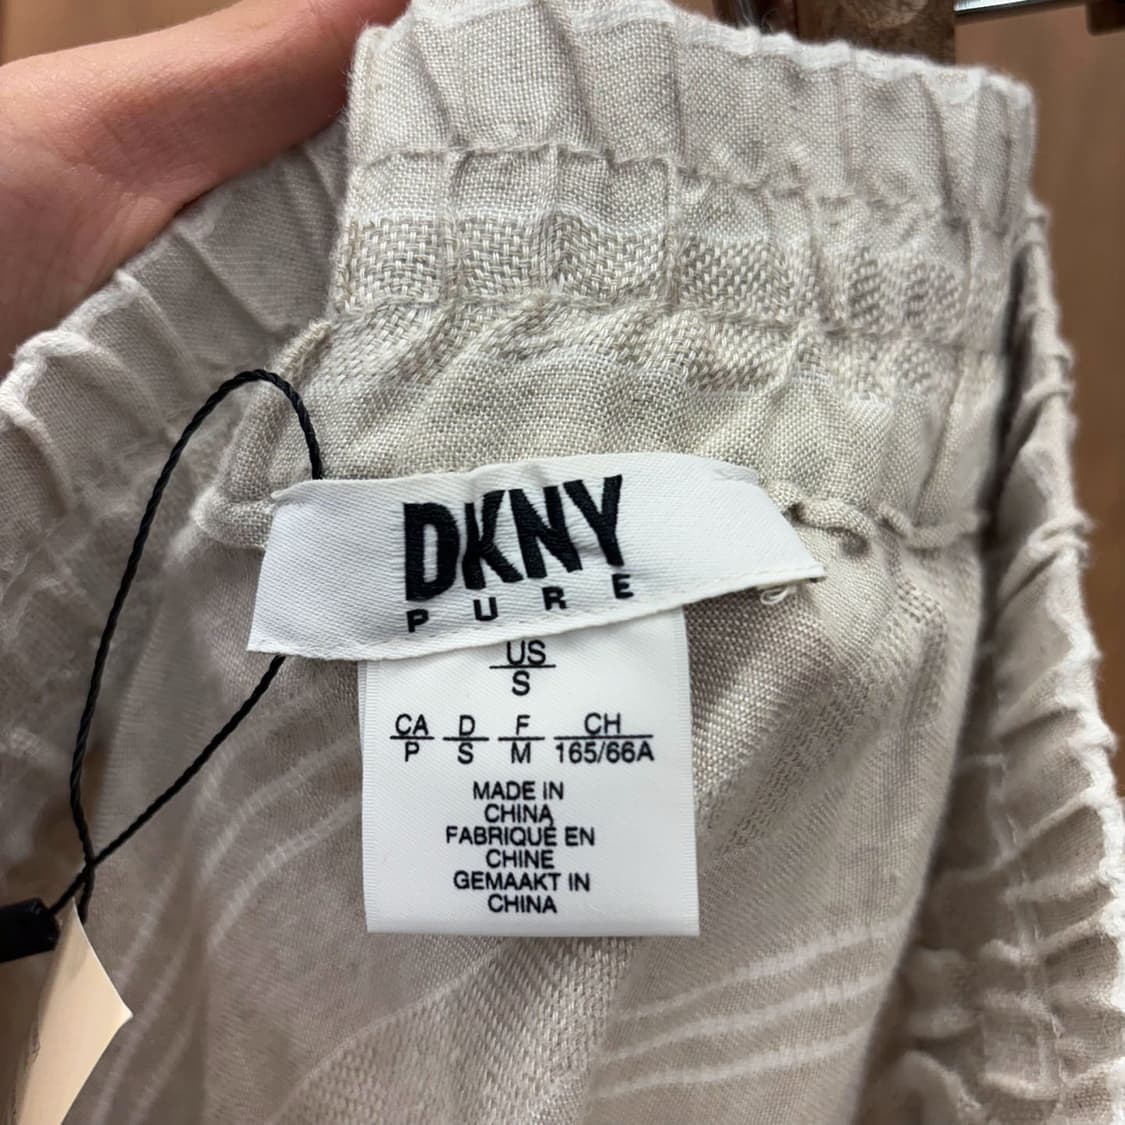 DKNY
PURE
US
S
CA D F CH
P S M 165/66A
MADE IN
CHINA
FABRIQUÉ EN
CHINE
GEMAAKT IN
CHINA